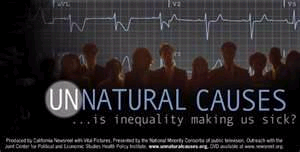 aVL
V2
UNNATURAL CAUSES
...is inequality making us sick?
Produced by California Newsreel with Vital Pictures. Presented by the National Minority Consortia of public television. Outreach with the
Joint Center for Political and Economic Studies Health Policy Institute. www.unnaturalcauses.org. DVD available at www.newsreel.org.